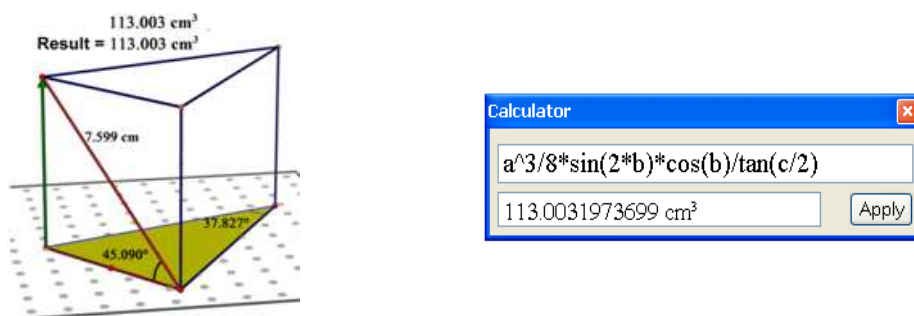 113.003 cm³
Result = 113.003 cm³
7.599 cm
37.827°
45.090°
Calculator
a^3/8*sin(2*b)*cos(b)/tan(c/2)
113.0031973699 cm³
Apply